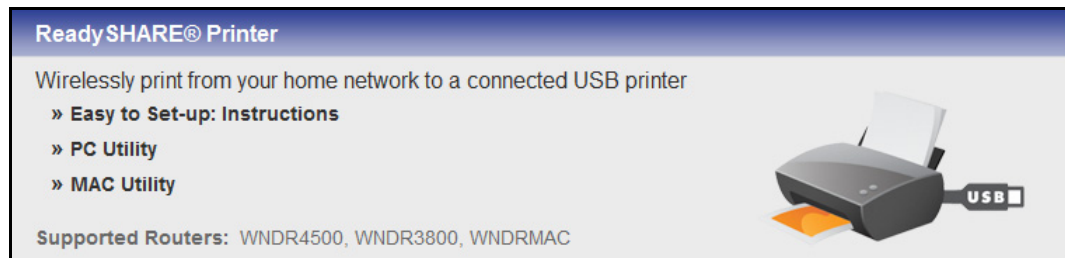 ReadySHARE® Printer
Wirelessly print from your home network to a connected USB printer
» Easy to Set-up: Instructions
» PC Utility
» MAC Utility
USB
Supported Routers: WNDR4500, WNDR3800, WNDRMAC